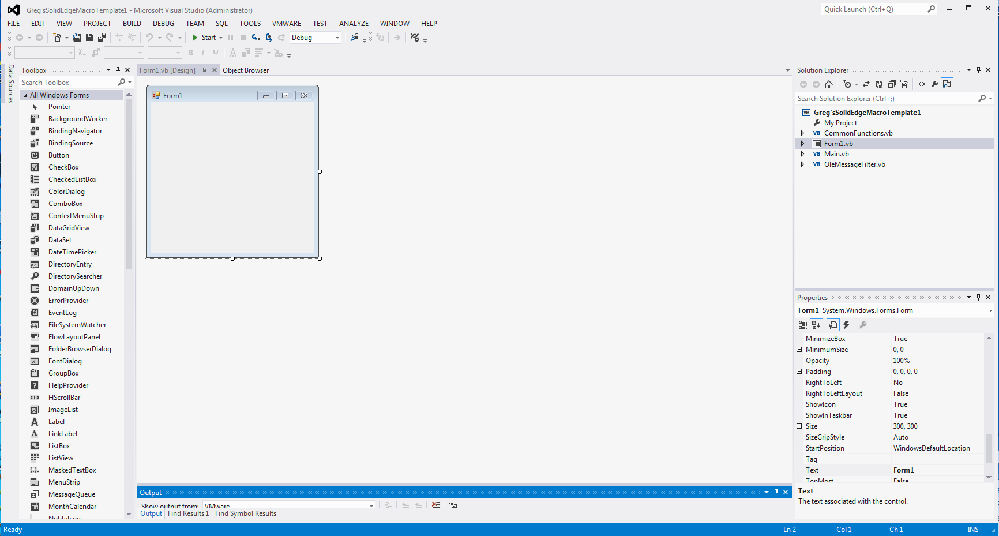 Greg'sSolidEdgeMacroTemplate1 - Microsoft Visual Studio (Administrator)
Quick Launch (Ctrl+Q)
FILE EDIT VIEW PROJECT BUILD DEBUG TEAM SQL TOOLS VMWARE TEST ANALYZE WINDOW HELP
Start Debug
Data Sources
Toolbox
Search Toolbox
All Windows Forms
Pointer
BackgroundWorker
BindingNavigator
BindingSource
Button
CheckBox
CheckedListBox
ColorDialog
ComboBox
ContextMenuStrip
DataGridView
DataSet
DateTimePicker
DirectoryEntry
DirectorySearcher
DomainUpDown
ErrorProvider
EventLog
FileSystemWatcher
FlowLayoutPanel
FolderBrowserDialog
FontDialog
GroupBox
HelpProvider
HScrollBar
ImageList
Label
LinkLabel
ListBox
ListView
MaskedTextBox
MenuStrip
MessageQueue
MonthCalendar
NotifyIcon
Form1.vb [Design] Object Browser
Form1
Output
Show output from: VMware
Output Find Results 1 Find Symbol Results
Solution Explorer
Search Solution Explorer (Ctrl+;)
VB Greg'sSolidEdgeMacroTemplate1
My Project
VB CommonFunctions.vb
Form1.vb
VB Main.vb
VB OleMessageFilter.vb
Properties
Form1 System.Windows.Forms.Form
MinimizeBox True
MinimumSize 0, 0
Opacity 100%
Padding 0, 0, 0, 0
RightToLeft No
RightToLeftLayout False
ShowIcon True
ShowInTaskbar True
Size 300, 300
SizeGripStyle Auto
StartPosition WindowsDefaultLocation
Tag
Text Form1
TopMost False
Text
The text associated with the control.
Ready Ln 2 Col 1 Ch 1 INS